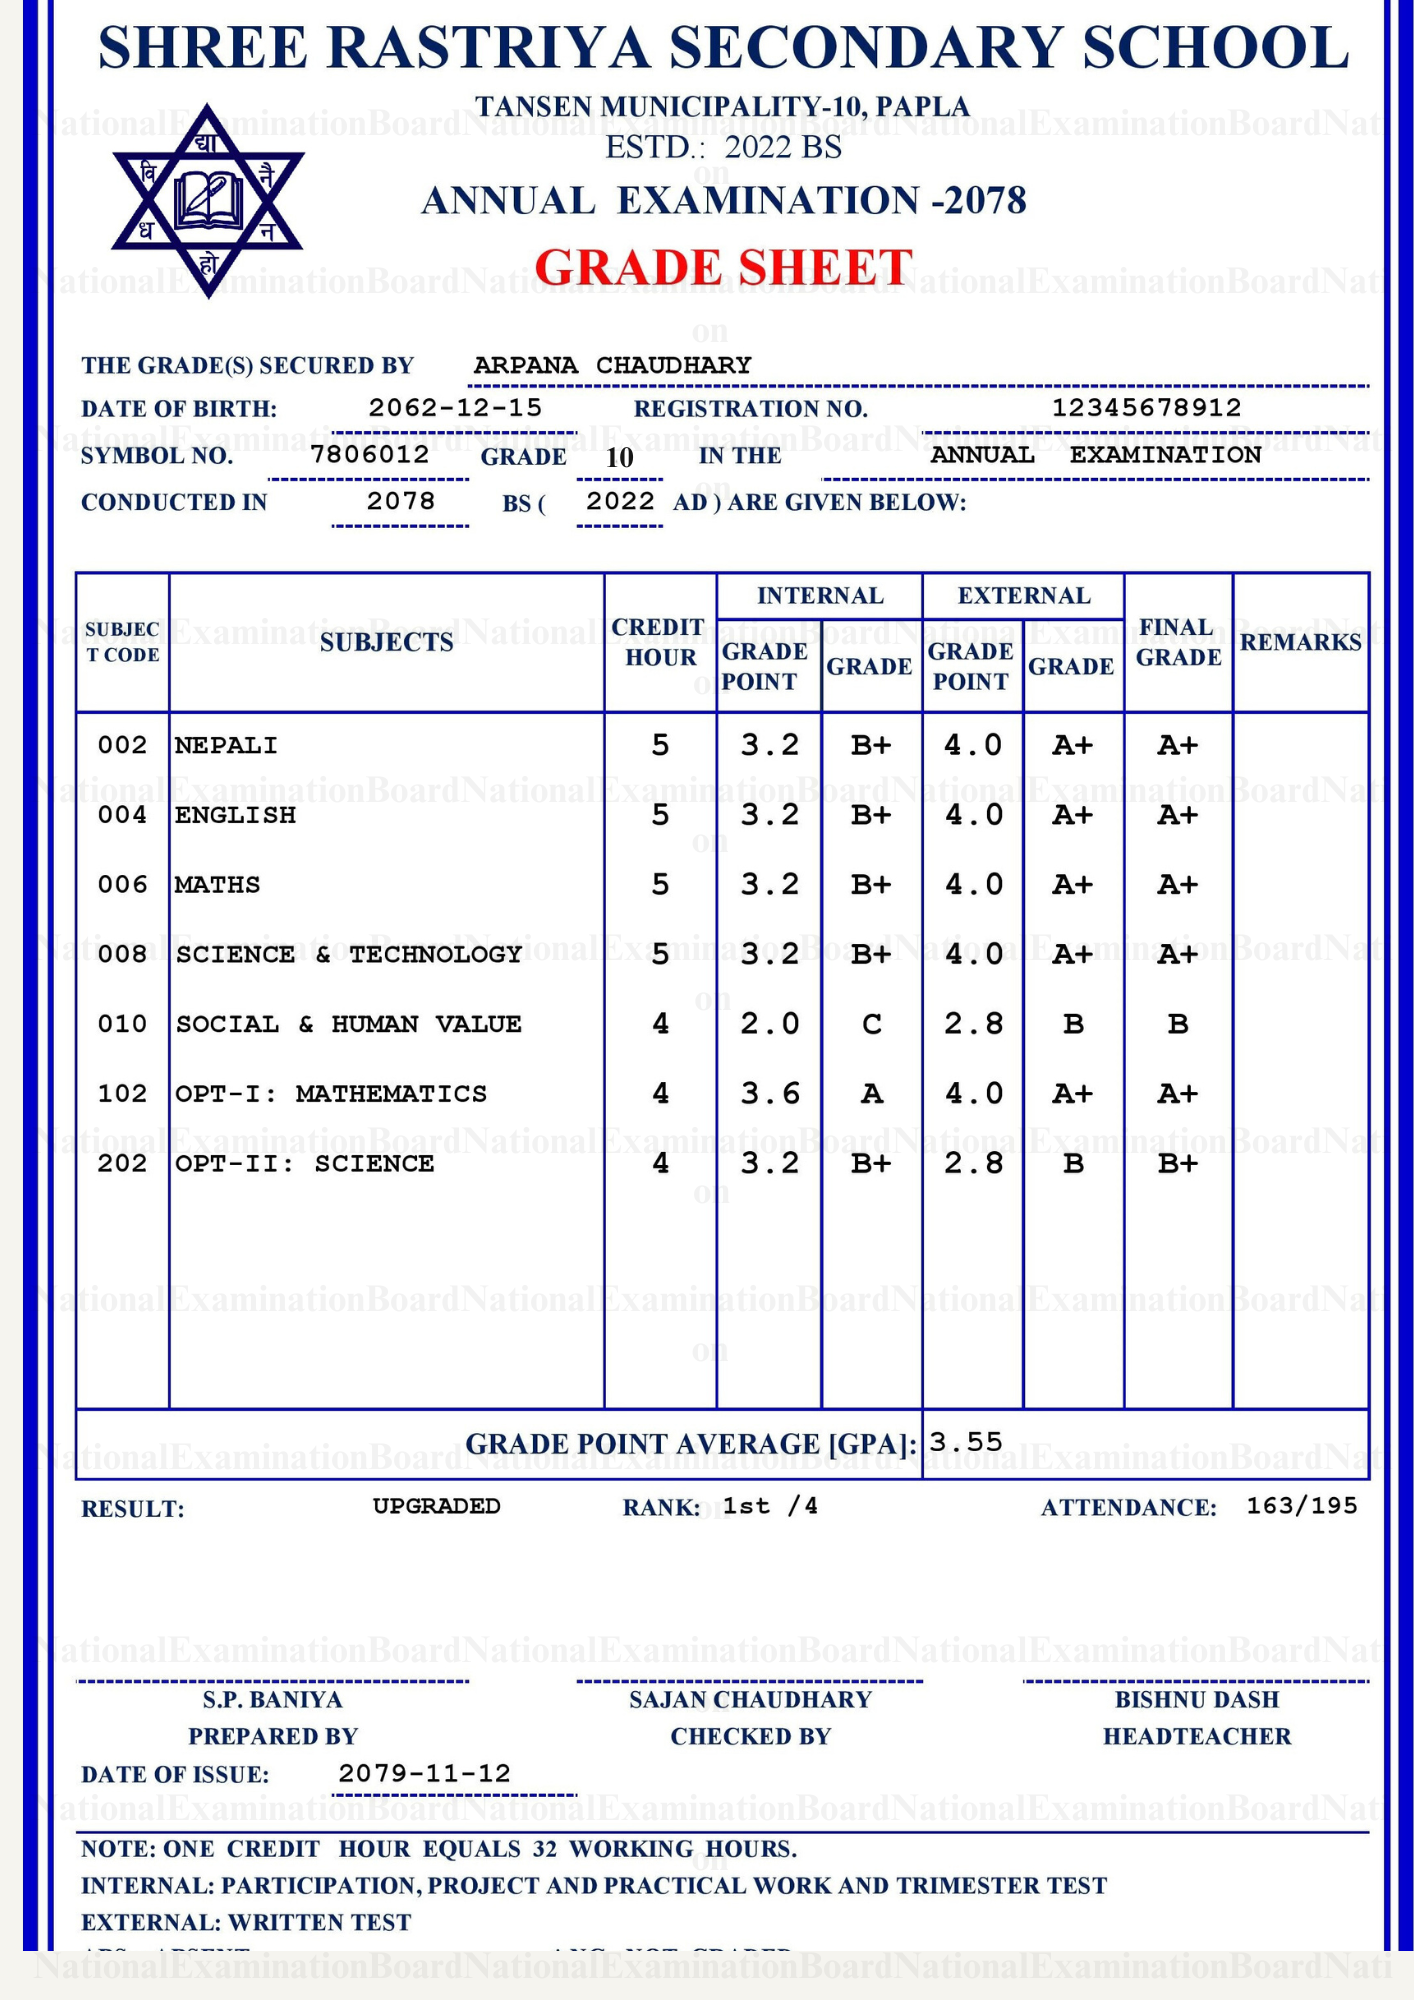 SHREE RASTRIYA SECONDARY SCHOOL
TANSEN MUNICIPALITY-10, PAPLA
ESTD.: 2022 BS
ANNUAL EXAMINATION -2078
GRADE SHEET
द्या
वि नै
ध न
हो
THE GRADE(S) SECURED BY ARPANA CHAUDHARY
DATE OF BIRTH: 2062-12-15 REGISTRATION NO. 12345678912
SYMBOL NO. 7806012 GRADE 10 IN THE ANNUAL EXAMINATION
CONDUCTED IN 2078 BS ( 2022 AD ) ARE GIVEN BELOW:
SUBJEC T CODE SUBJECTS CREDIT HOUR INTERNAL EXTERNAL FINAL GRADE REMARKS
GRADE POINT GRADE GRADE POINT GRADE
002 NEPALI 5 3.2 B+ 4.0 A+ A+
004 ENGLISH 5 3.2 B+ 4.0 A+ A+
006 MATHS 5 3.2 B+ 4.0 A+ A+
008 SCIENCE & TECHNOLOGY 5 3.2 B+ 4.0 A+ A+
010 SOCIAL & HUMAN VALUE 4 2.0 C 2.8 B B
102 OPT-I: MATHEMATICS 4 3.6 A 4.0 A+ A+
202 OPT-II: SCIENCE 4 3.2 B+ 2.8 B B+
GRADE POINT AVERAGE [GPA]: 3.55
RESULT: UPGRADED RANK: 1st /4 ATTENDANCE: 163/195
S.P. BANIYA SAJAN CHAUDHARY BISHNU DASH
PREPARED BY CHECKED BY HEADTEACHER
DATE OF ISSUE: 2079-11-12
NOTE: ONE CREDIT HOUR EQUALS 32 WORKING HOURS.
INTERNAL: PARTICIPATION, PROJECT AND PRACTICAL WORK AND TRIMESTER TEST
EXTERNAL: WRITTEN TEST
NationalExaminationBoardNationalExaminationBoardNationalExaminationBoardNati